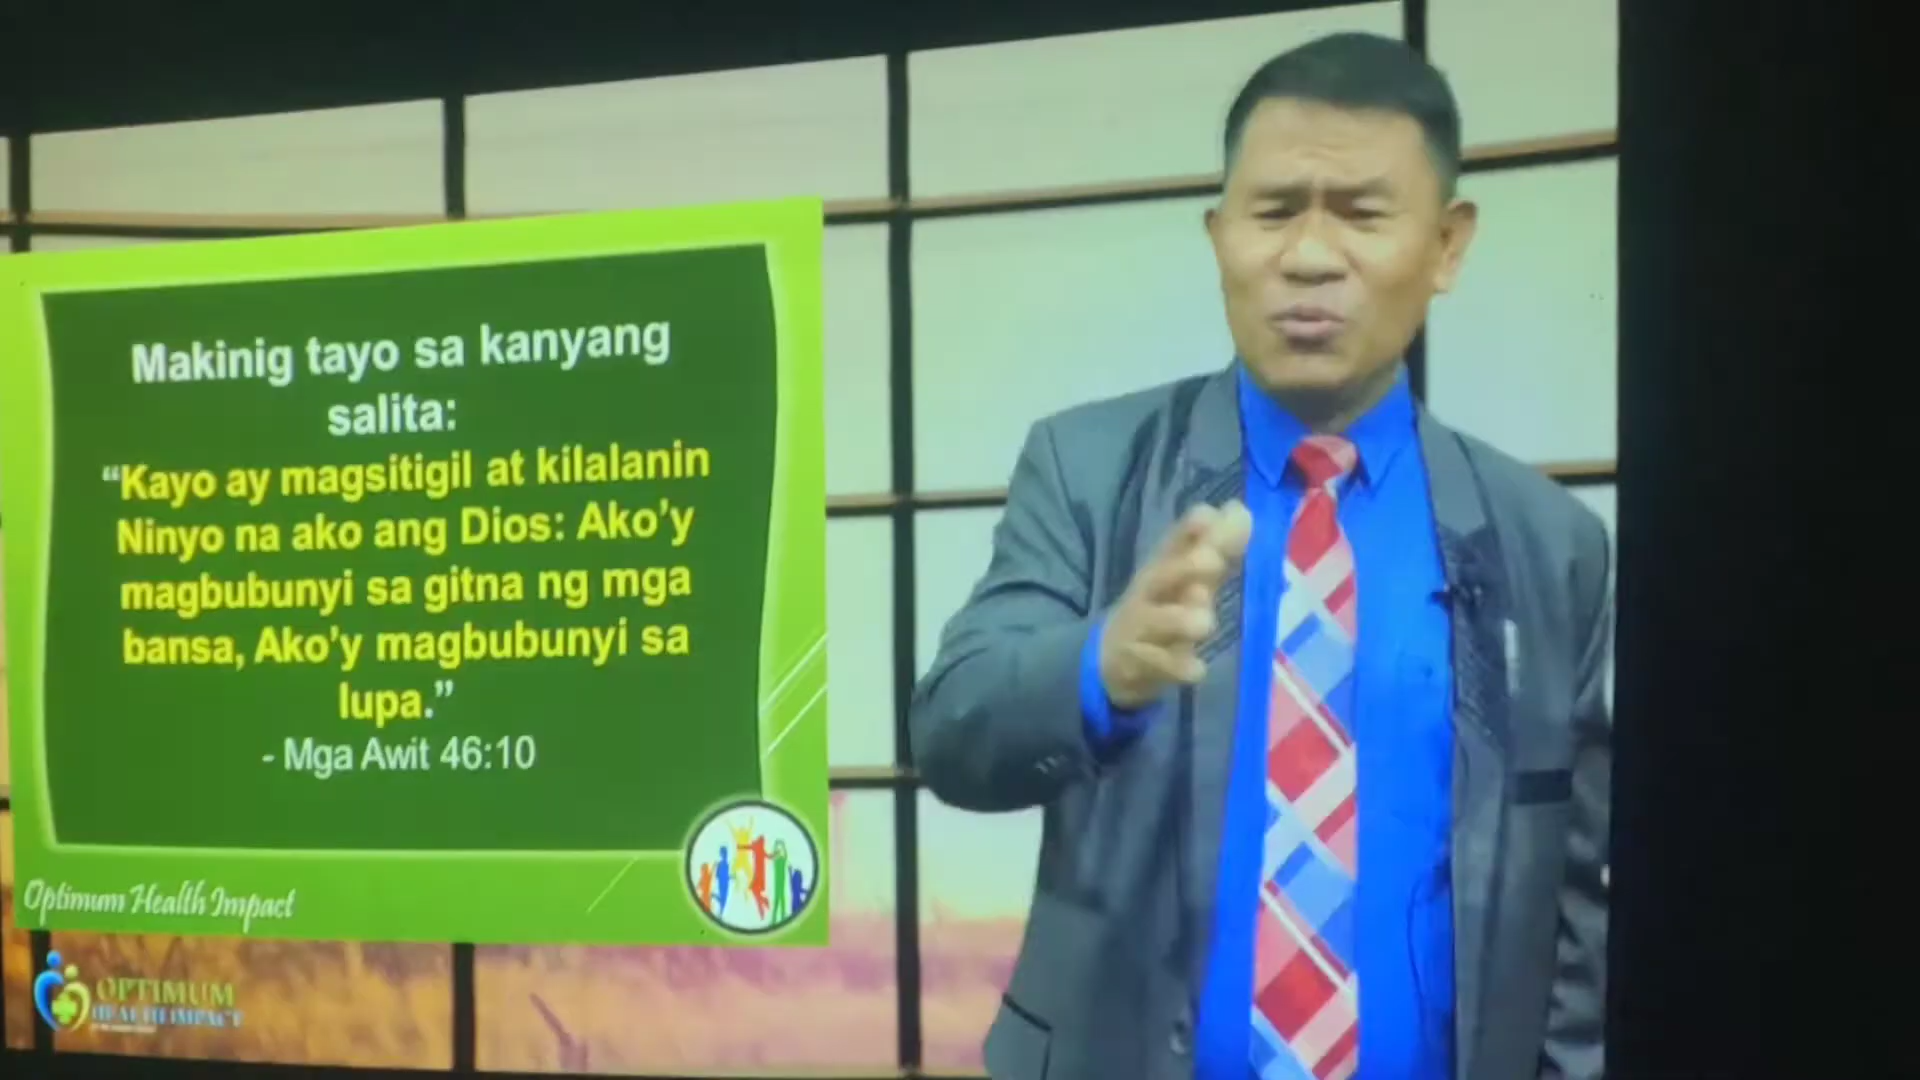 Makinig tayo sa kanyang
salita:
“Kayo ay magsitigil at kilalanin
Ninyo na ako ang Dios: Ako’y
magbubunyi sa gitna ng mga
bansa, Ako’y magbubunyi sa
lupa.”
- Mga Awit 46:10
Optimum Health Impact
OPTIMUM
HEALTH IMPACT